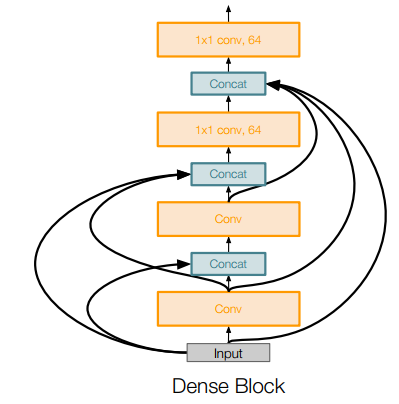 1x1 conv, 64
Concat
1x1 conv, 64
Concat
Conv
Concat
Conv
Input
Dense Block